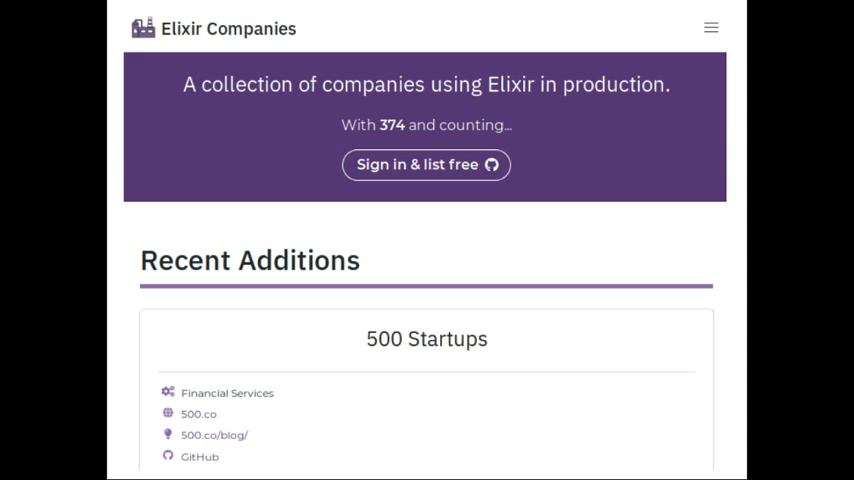 Elixir Companies
A collection of companies using Elixir in production.
With 374 and counting...
Sign in & list free
Recent Additions
500 Startups
Financial Services
500.co
500.co/blog/
GitHub